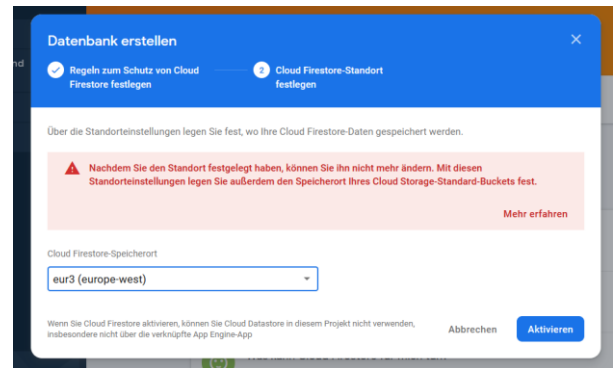 Datenbank erstellen
nd
Regeln zum Schutz von Cloud
Firestore festlegen
2
Cloud Firestore-Standort
festlegen
Über die Standorteinstellungen legen Sie fest, wo Ihre Cloud Firestore-Daten gespeichert werden.
Nachdem Sie den Standort festgelegt haben, können Sie ihn nicht mehr ändern. Mit diesen
Standorteinstellungen legen Sie außerdem den Speicherort Ihres Cloud Storage-Standard-Buckets fest.
Mehr erfahren
Cloud Firestore-Speicherort
eur3 (europe-west)
Wenn Sie Cloud Firestore aktivieren, können Sie Cloud Datastore in diesem Projekt nicht verwenden,
insbesondere nicht über die verknüpfte App Engine-App
Abbrechen
Aktivieren